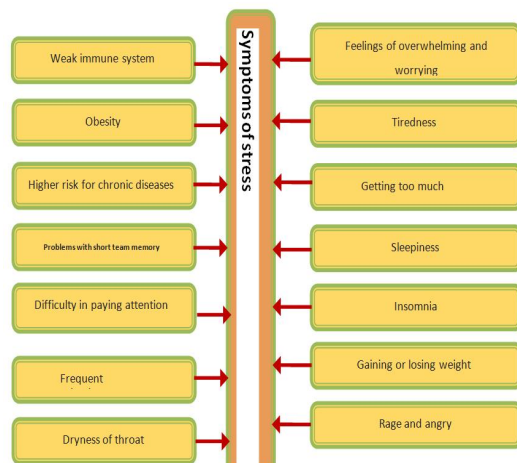 Symptoms of stress
Weak immune system
Obesity
Higher risk for chronic diseases
Problems with short team memory
Difficulty in paying attention
Frequent
Dryness of throat
Feelings of overwhelming and
worrying
Tiredness
Getting too much
Sleepiness
Insomnia
Gaining or losing weight
Rage and angry